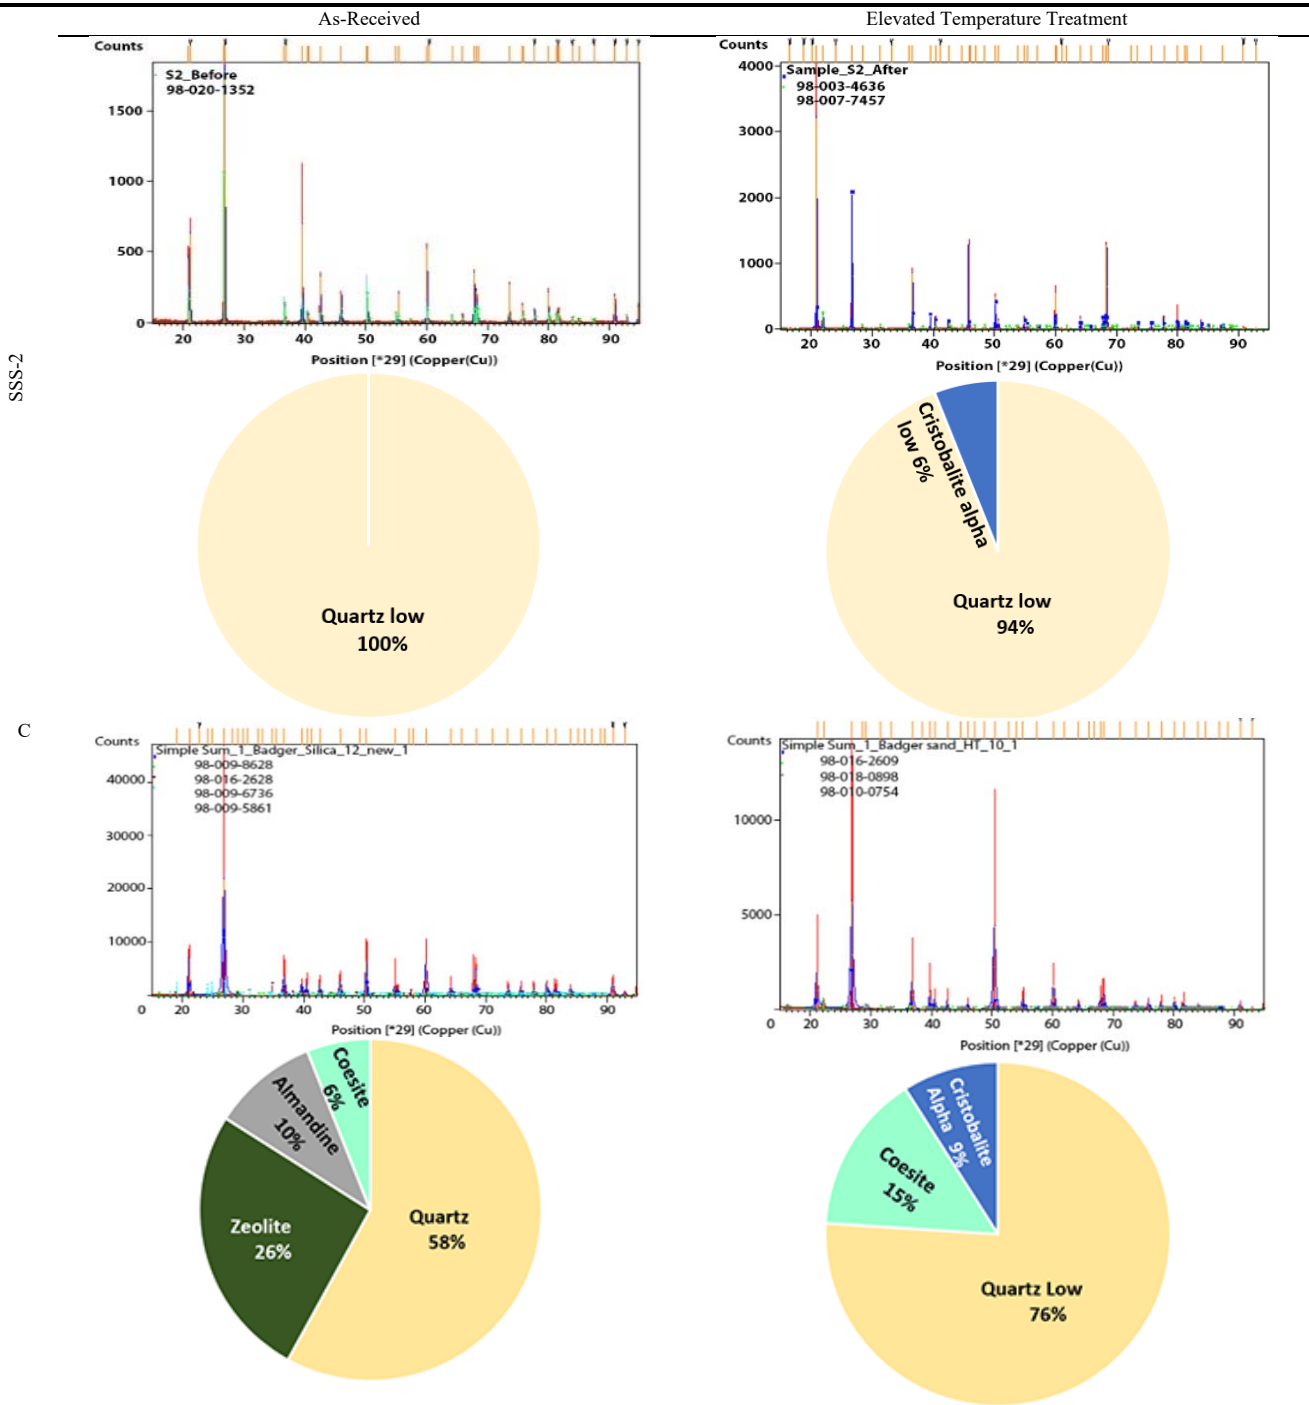 As-Received
Elevated Temperature Treatment
SSS-2
Counts
S2_Before
98-020-1352
1500
1000
500
0
20 30 40 50 60 70 80 90
Position [*29] (Copper(Cu))
Counts
Sample_S2_After
98-003-4636
98-007-7457
4000
3000
2000
1000
0
20 30 40 50 60 70 80 90
Position [*29] (Copper(Cu))
Quartz low
100%
Cristobalite alpha
low 6%
Quartz low
94%
C
Counts
Simple Sum_1_Badger_Silica_12_new_1
98-009-8628
98-016-2628
98-009-6736
98-009-5861
40000
30000
20000
10000
0 20 30 40 50 60 70 80 90
Position [*29] (Copper (Cu))
Counts
Simple Sum_1_Badger sand_HT_10_1
98-016-2609
98-018-0898
98-010-0754
10000
5000
0 20 30 40 50 60 70 80 90
Position [*29] (Copper (Cu))
Coesite
6%
Almandine
10%
Zeolite
26%
Quartz
58%
Cristobalite
Alpha 9%
Coesite
15%
Quartz Low
76%